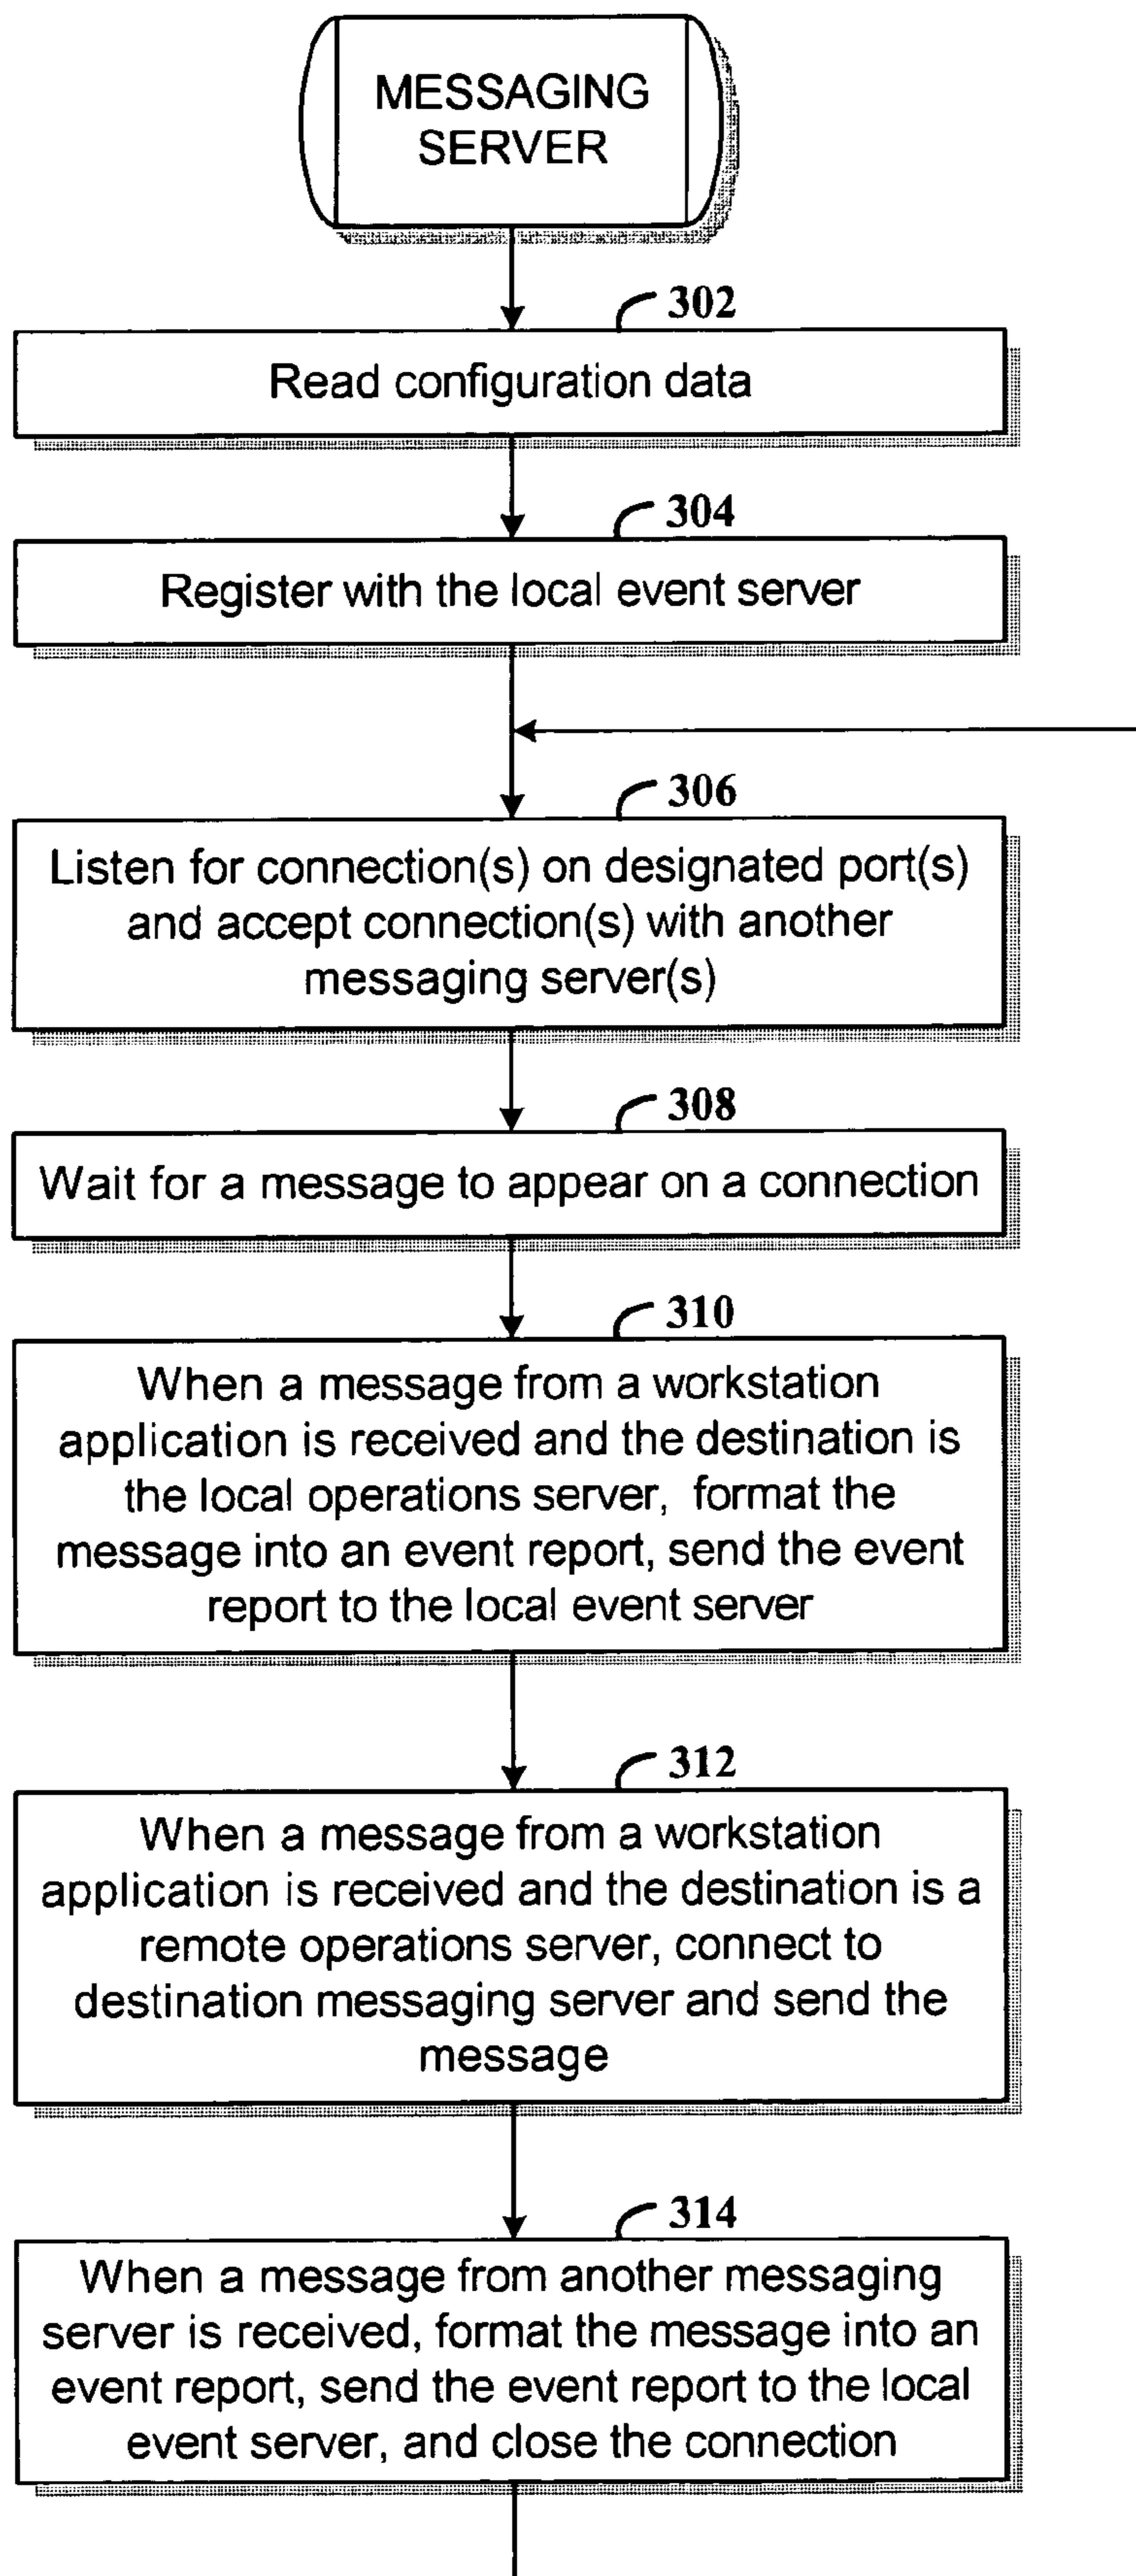 MESSAGING
SERVER
302
Read configuration data
304
Register with the local event server
306
Listen for connection(s) on designated port(s)
and accept connection(s) with another
messaging server(s)
308
Wait for a message to appear on a connection
310
When a message from a workstation
application is received and the destination is
the local operations server, format the
message into an event report, send the event
report to the local event server
312
When a message from a workstation
application is received and the destination is a
remote operations server, connect to
destination messaging server and send the
message
314
When a message from another messaging
server is received, format the message into an
event report, send the event report to the local
event server, and close the connection